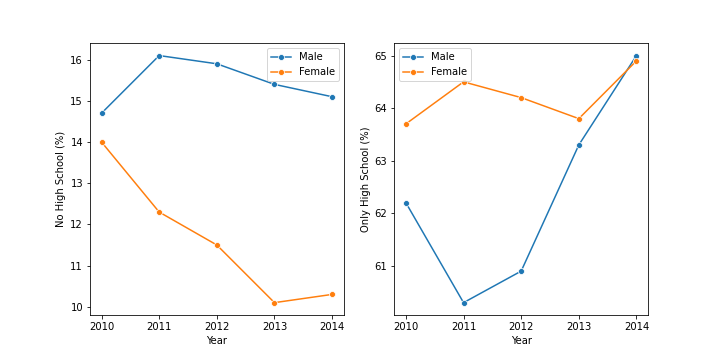 No High School (%)
16
15
14
13
12
11
10
Male
Female
2010 2011 2012 2013 2014
Year
Only High School (%)
65
64
63
62
61
Male
Female
2010 2011 2012 2013 2014
Year